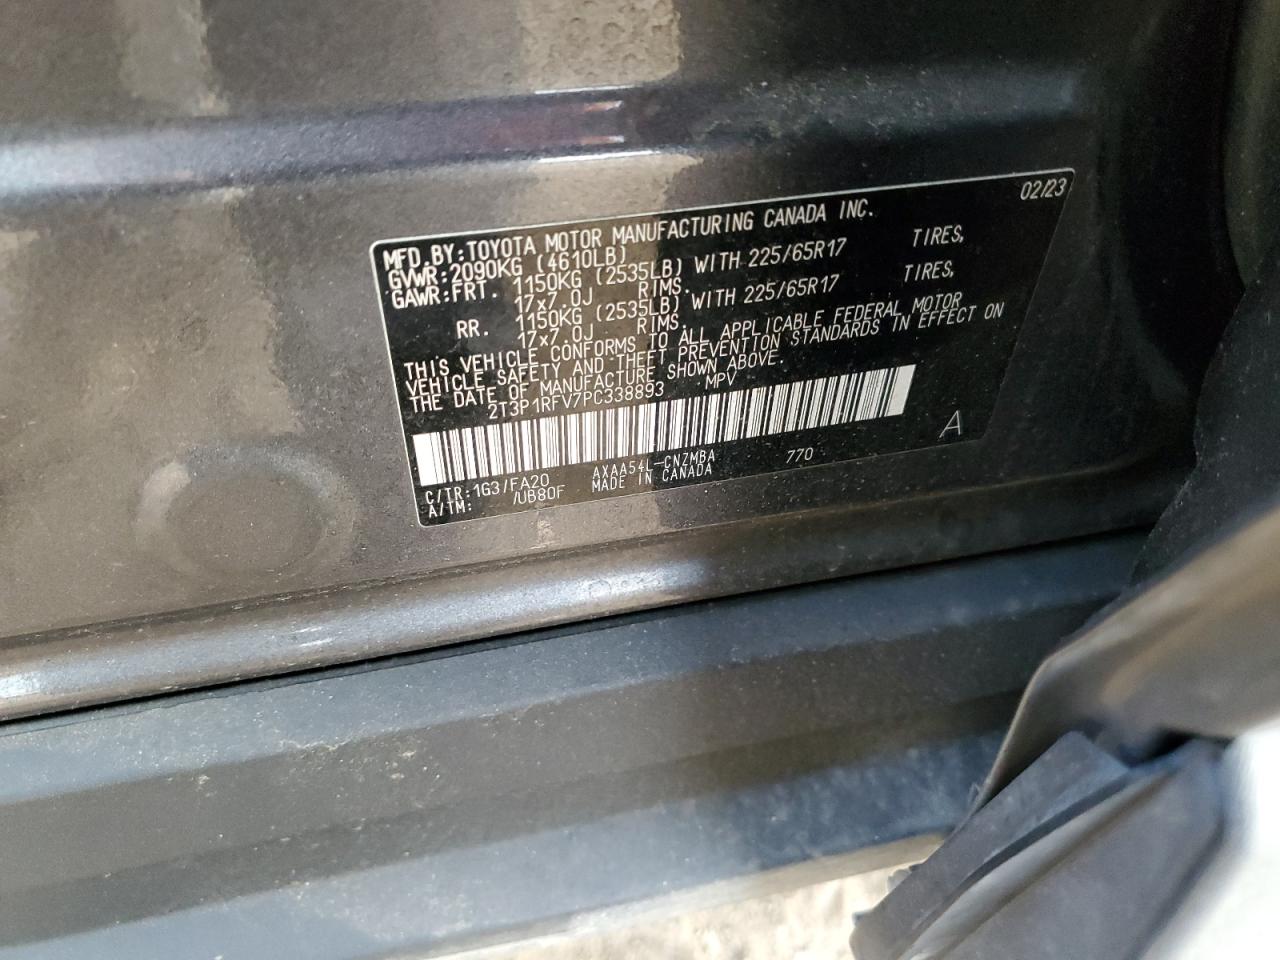 02/23
MFD.BY:TOYOTA MOTOR MANUFACTURING CANADA INC.
GVWR:2090KG (4610LB)
GAWR:FRT. 1150KG (2535LB) WITH 225/65R17 TIRES,
17x7.0J RIMS.
RR. 1150KG (2535LB) WITH 225/65R17 TIRES,
17x7.0J RIMS.
THIS VEHICLE CONFORMS TO ALL APPLICABLE FEDERAL MOTOR
VEHICLE SAFETY AND THEFT PREVENTION STANDARDS IN EFFECT ON
THE DATE OF MANUFACTURE SHOWN ABOVE.
2T3P1RFV7PC338893 MPV
A
C/TR:1G3/FA20 AXAA54L-CNZMBA 770
A/TM: /UB80F MADE IN CANADA